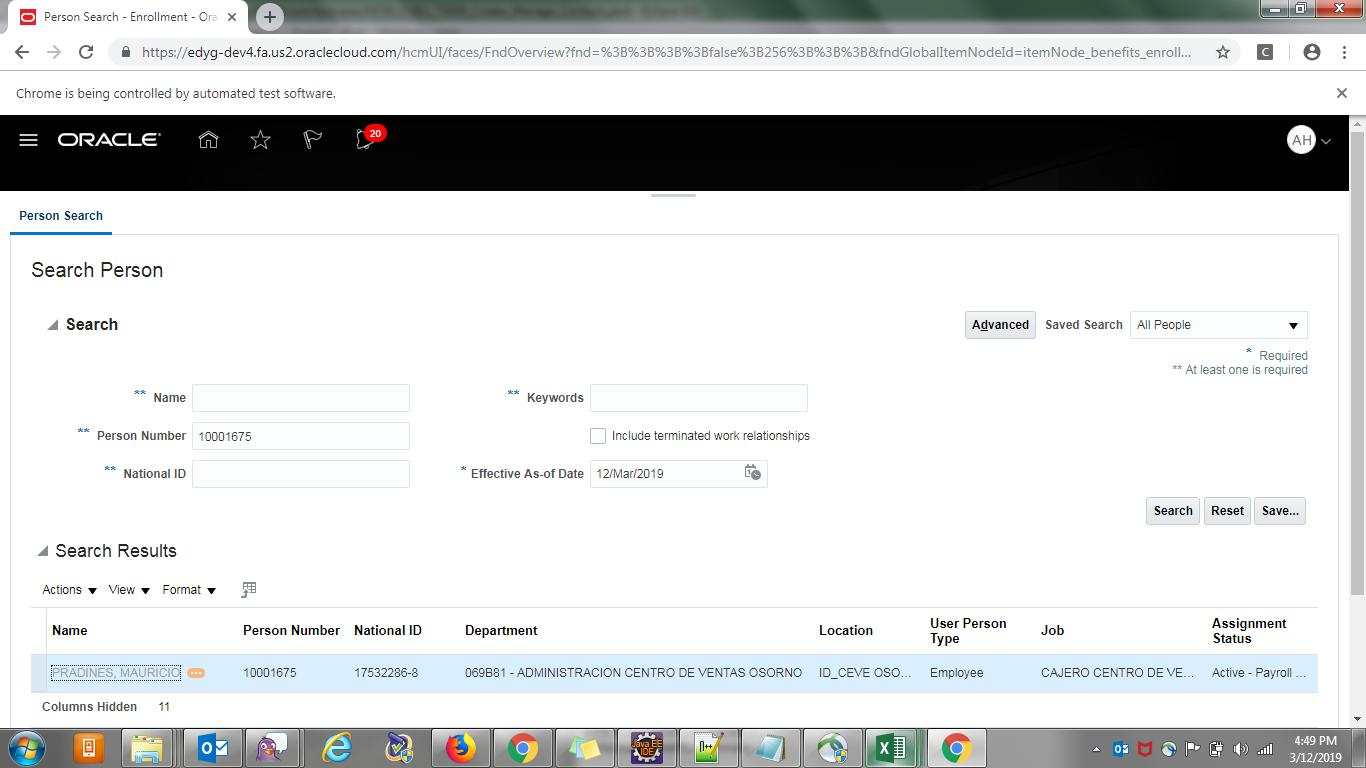 Person Search - Enrollment - Ora
https://edyg-dev4.fa.us2.oraclecloud.com/hcmUI/faces/FndOverview?fnd=%3B%3B%3B%3Bfalse%3B256%3B%3B%3B&fndGlobalItemNodeId=itemNode_benefits_enroll...
C
Chrome is being controlled by automated test software.
ORACLE
20
AH
Person Search
Search Person
Search
Advanced
Saved Search
All People
* Required
** At least one is required
** Name
** Keywords
** Person Number 10001675
Include terminated work relationships
** National ID
* Effective As-of Date 12/Mar/2019
Search Reset Save...
Search Results
Actions View Format
Name Person Number National ID Department Location User Person Type Job Assignment Status
PRADINES, MAURICIO 10001675 17532286-8 069B81 - ADMINISTRACION CENTRO DE VENTAS OSORNO ID_CEVE OSO... Employee CAJERO CENTRO DE VE... Active - Payroll ...
Columns Hidden 11
Java EE
IDE
4:49 PM
3/12/2019